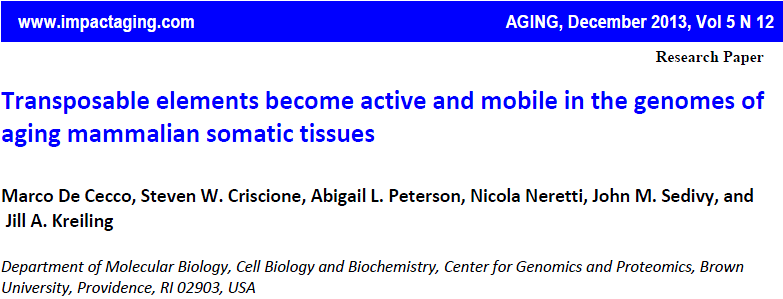 www.impactaging.com AGING, December 2013, Vol 5 N 12
Research Paper
Transposable elements become active and mobile in the genomes of
aging mammalian somatic tissues
Marco De Cecco, Steven W. Criscione, Abigail L. Peterson, Nicola Neretti, John M. Sedivy, and
Jill A. Kreiling
Department of Molecular Biology, Cell Biology and Biochemistry, Center for Genomics and Proteomics, Brown
University, Providence, RI 02903, USA